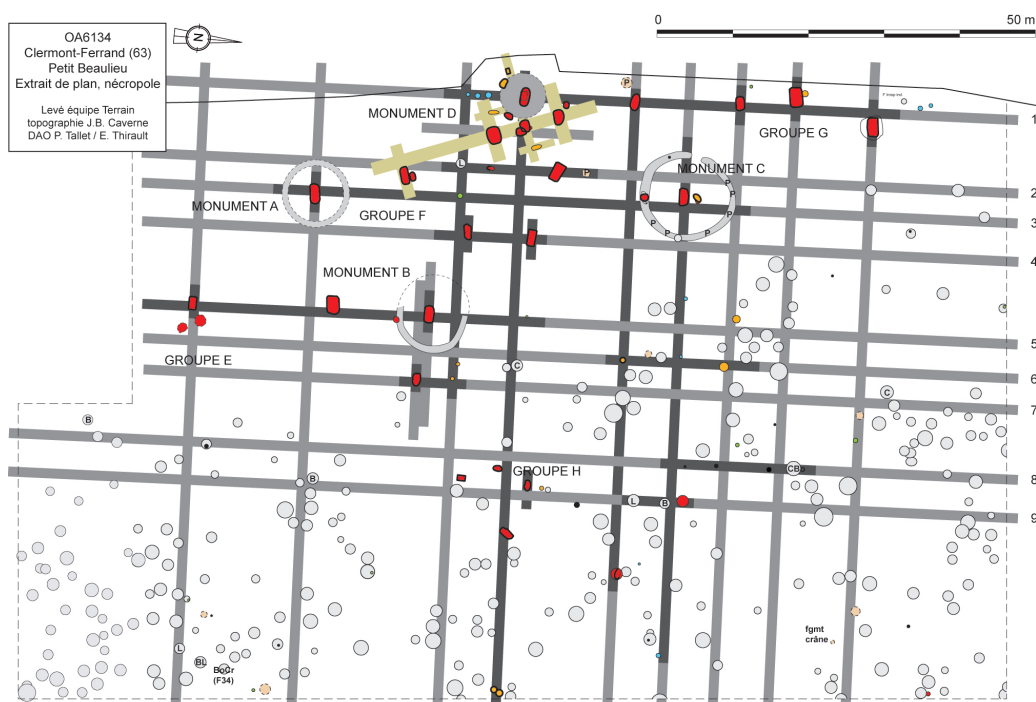 OA6134
Clermont-Ferrand (63)
Petit Beaulieu
Extrait de plan, nécropole
Levé équipe Terrain
topographie J.B. Caverne
DAO P. Tallet / E. Thirault
N
0
50 m
P
MONUMENT D
1
GROUPE G
L
P
MONUMENT C
P
P
2
MONUMENT A
GROUPE F
P
3
P
P
P
4
MONUMENT B
5
GROUPE E
C
6
C
7
B
GROUPE H
CB
B
8
L
B
9
fgmt
crâne
L
BL
BoCr
(F34)